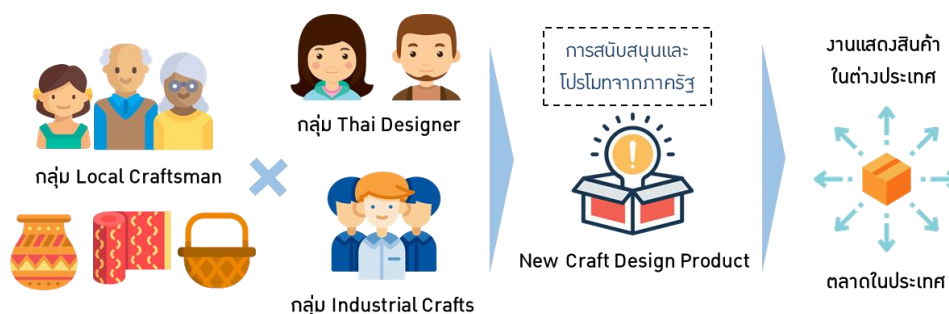 กลุ่ม Local Craftsman
กลุ่ม Thai Designer
กลุ่ม Industrial Crafts
การสนับสนุนและ
โปรโมทจากภาครัฐ
New Craft Design Product
งานแสดงสินค้า
ในต่างประเทศ
ตลาดในประเทศ